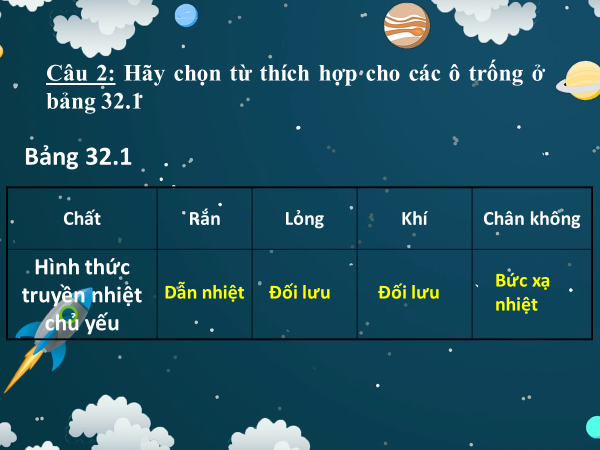 Câu 2: Hãy chọn từ thích hợp cho các ô trống ở
bảng 32.1
Bảng 32.1
Chất Rắn Lỏng Khí Chân không
Hình thức
truyền nhiệt
chủ yếu
Dẫn nhiệt Đối lưu Đối lưu
Bức xạ
nhiệt